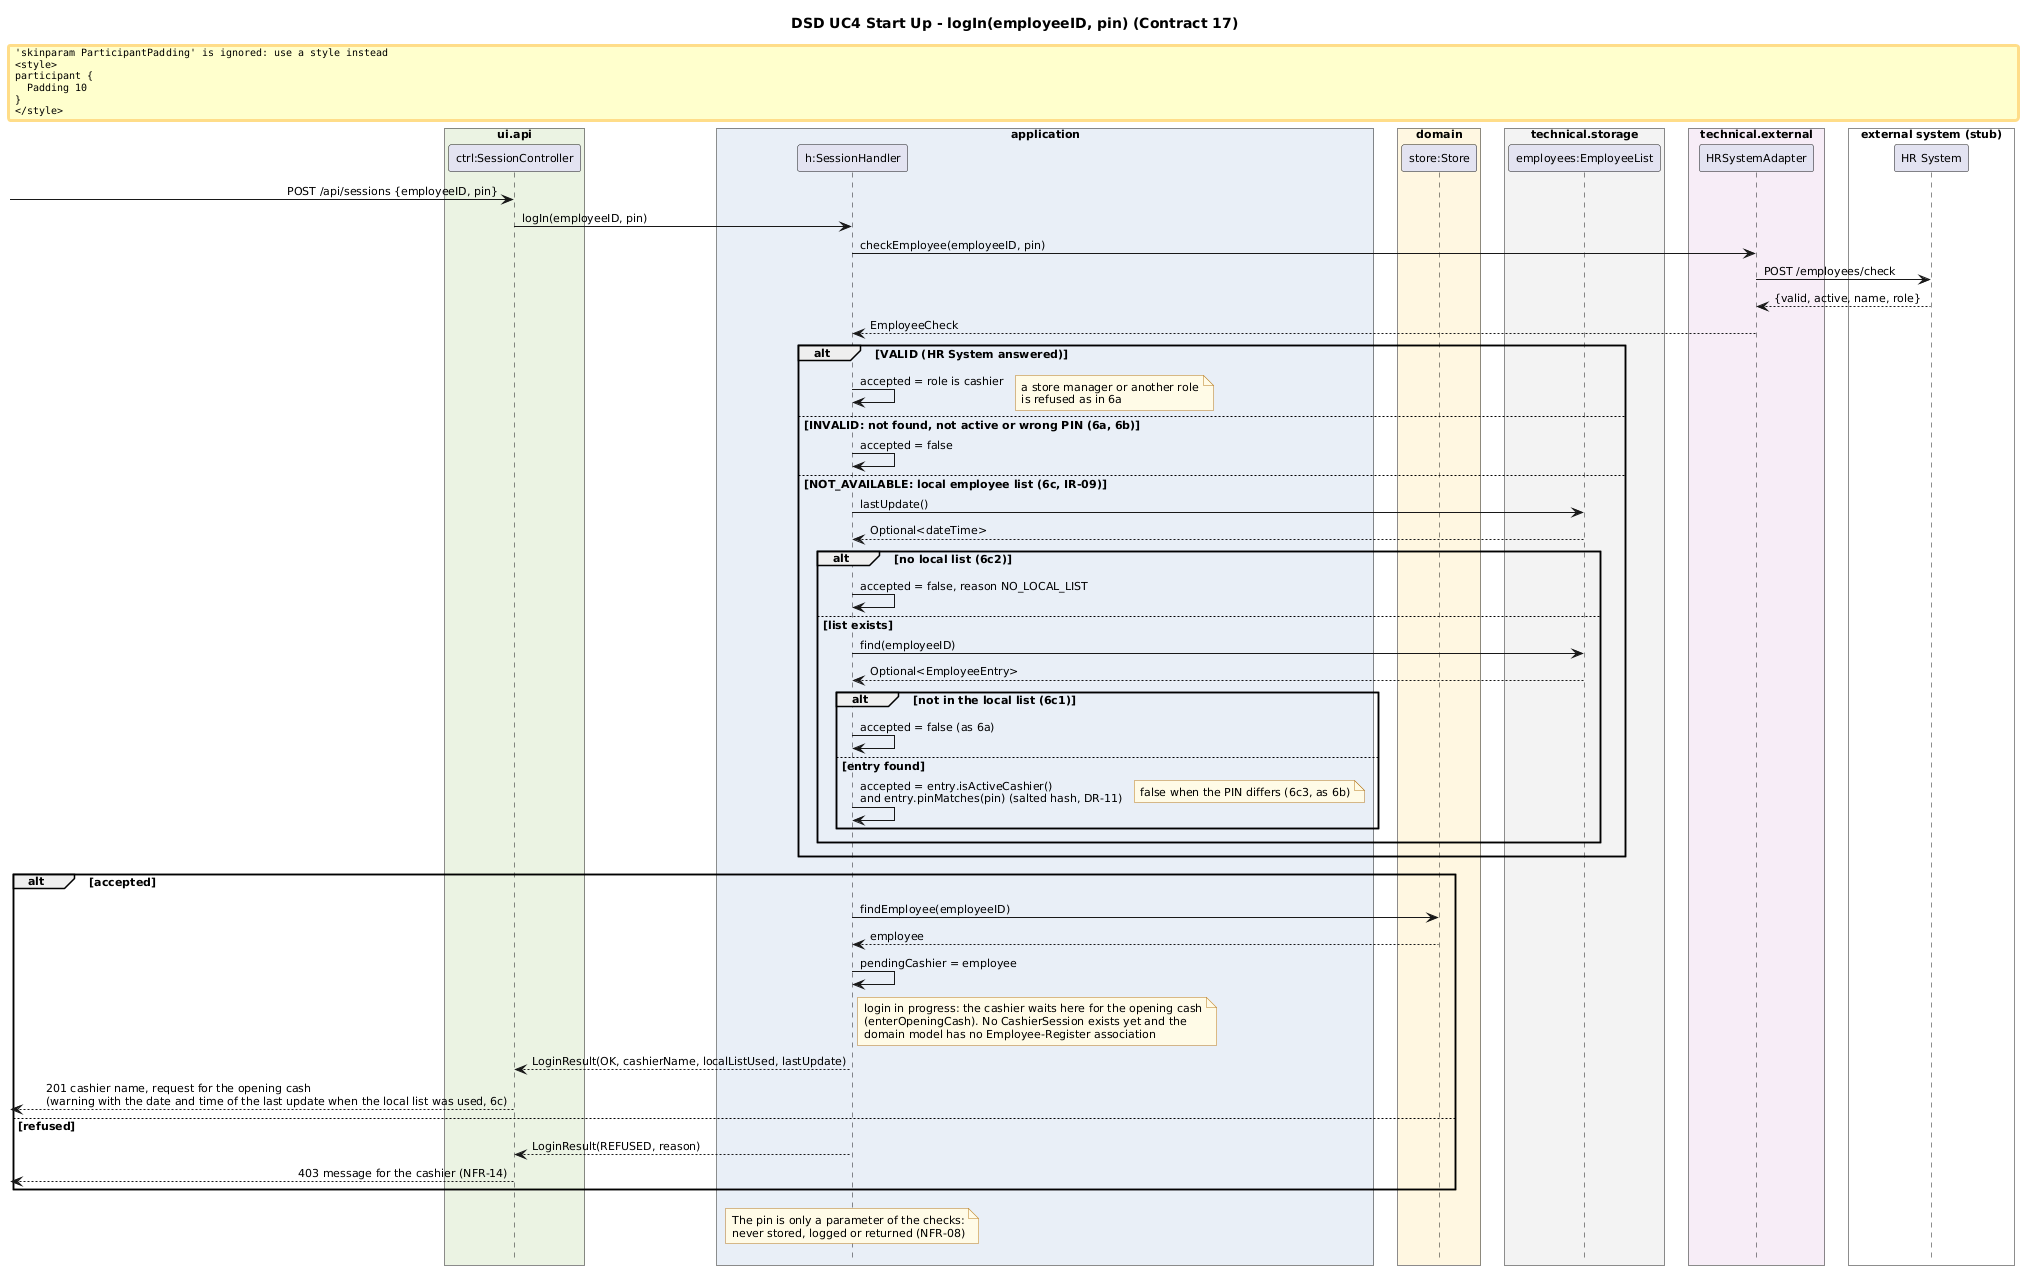 DSD UC4 Start Up - logIn(employeeID, pin) (Contract 17)
'skinparam ParticipantPadding' is ignored: use a style instead
<style>
participant {
  Padding 10
}
</style>
ui.api
application
domain
technical.storage
technical.external
external system (stub)
ctrl:SessionController
h:SessionHandler
store:Store
employees:EmployeeList
HRSystemAdapter
HR System
POST /api/sessions {employeeID, pin}
logIn(employeeID, pin)
checkEmployee(employeeID, pin)
POST /employees/check
{valid, active, name, role}
EmployeeCheck
alt
[VALID (HR System answered)]
accepted = role is cashier
a store manager or another role
is refused as in 6a
[INVALID: not found, not active or wrong PIN (6a, 6b)]
accepted = false
[NOT_AVAILABLE: local employee list (6c, IR-09)]
lastUpdate()
Optional<dateTime>
alt
[no local list (6c2)]
accepted = false, reason NO_LOCAL_LIST
[list exists]
find(employeeID)
Optional<EmployeeEntry>
alt
[not in the local list (6c1)]
accepted = false (as 6a)
[entry found]
accepted = entry.isActiveCashier()
and entry.pinMatches(pin) (salted hash, DR-11)
false when the PIN differs (6c3, as 6b)
alt
[accepted]
findEmployee(employeeID)
employee
pendingCashier = employee
login in progress: the cashier waits here for the opening cash
(enterOpeningCash). No CashierSession exists yet and the
domain model has no Employee-Register association
LoginResult(OK, cashierName, localListUsed, lastUpdate)
201 cashier name, request for the opening cash
(warning with the date and time of the last update when the local list was used, 6c)
[refused]
LoginResult(REFUSED, reason)
403 message for the cashier (NFR-14)
The pin is only a parameter of the checks:
never stored, logged or returned (NFR-08)